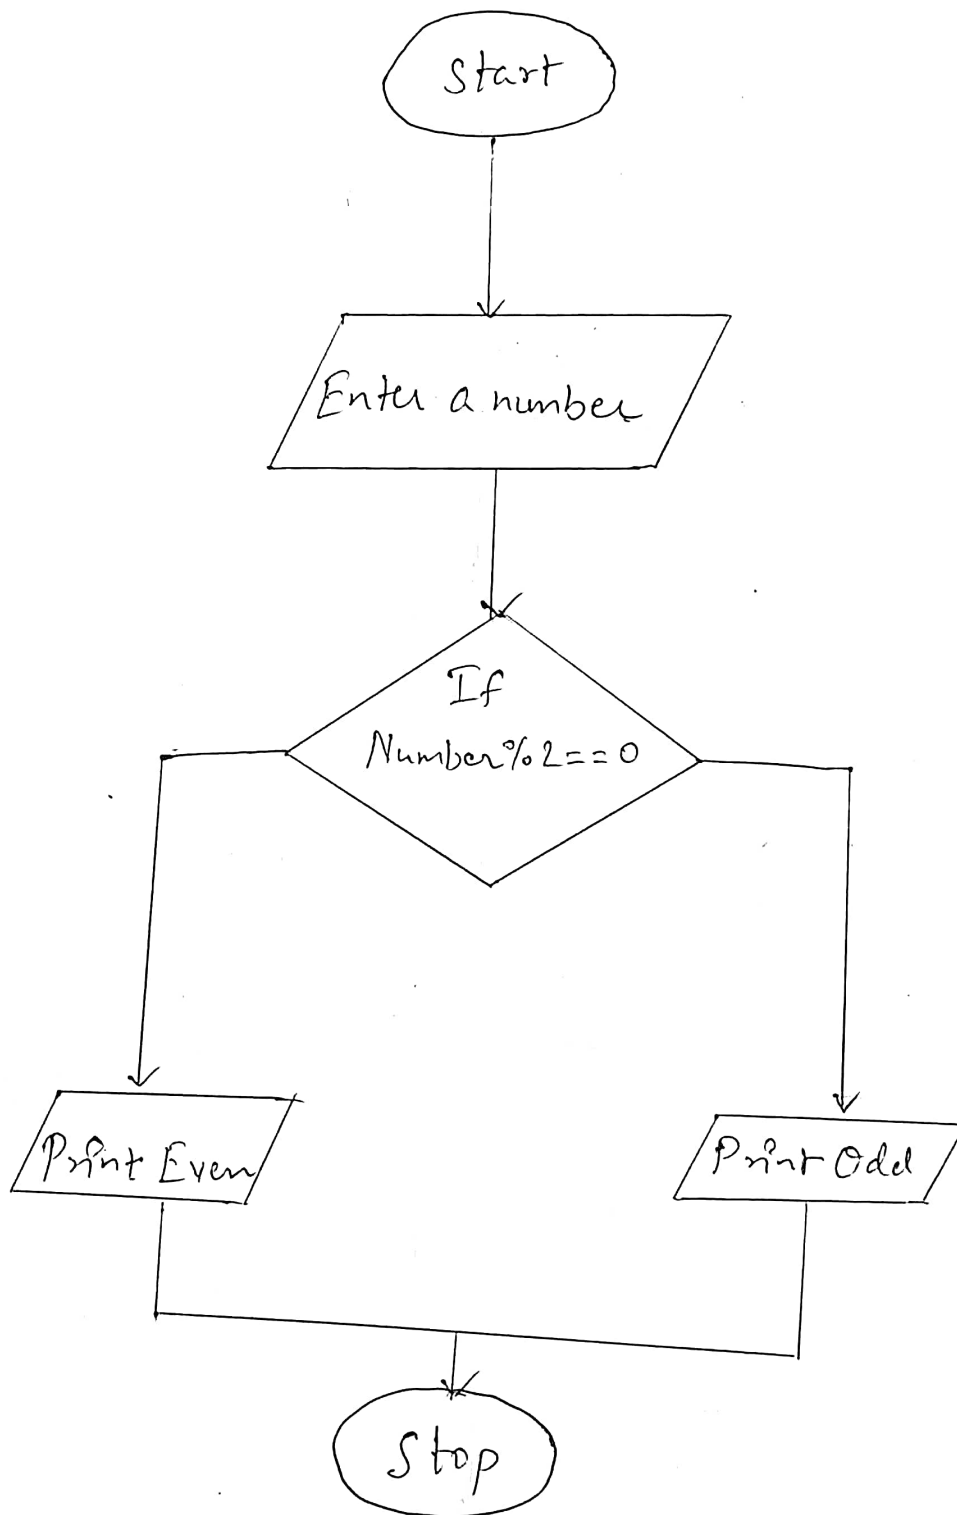 Start
Enter a number
If
Number%2==0
Print Even
Print Odd
Stop